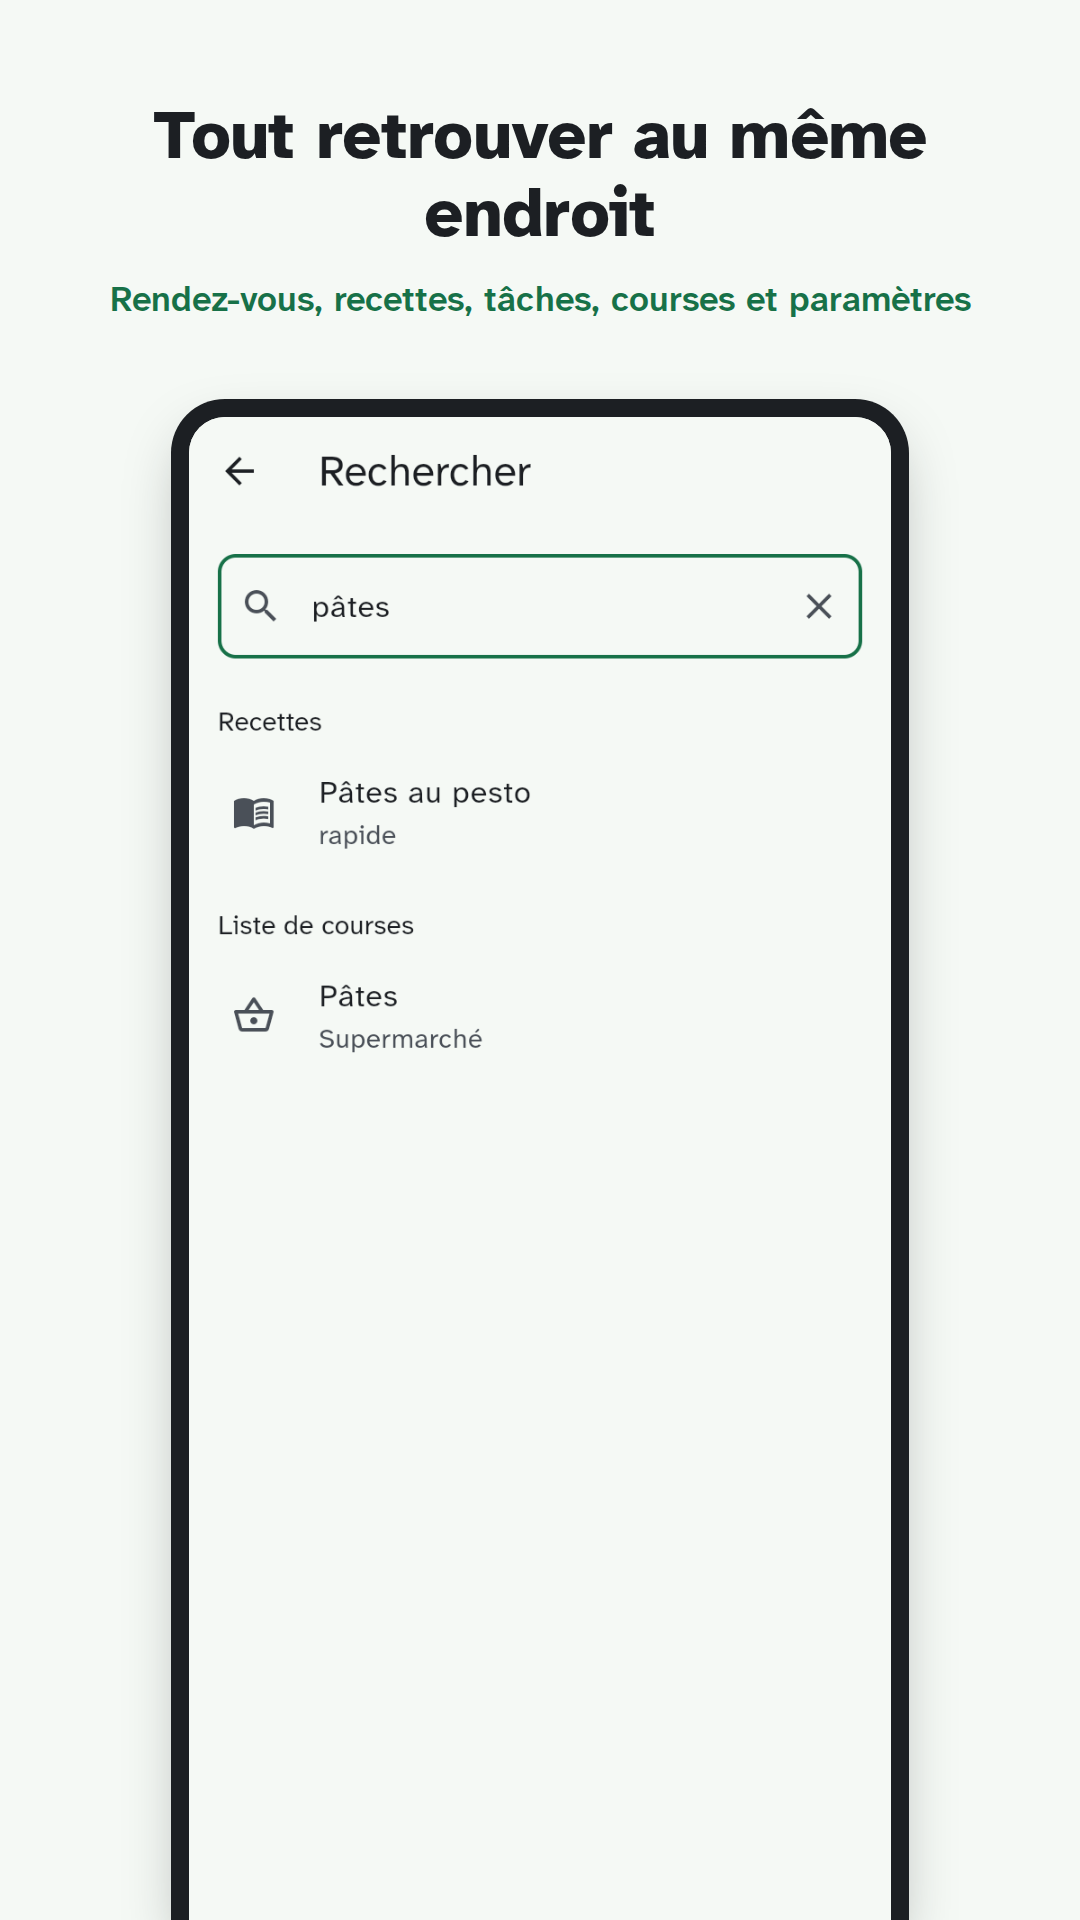 Tout retrouver au même
endroit
Rendez-vous, recettes, tâches, courses et paramètres
Rechercher
pâtes
Recettes
Pâtes au pesto
rapide
Liste de courses
Pâtes
Supermarché